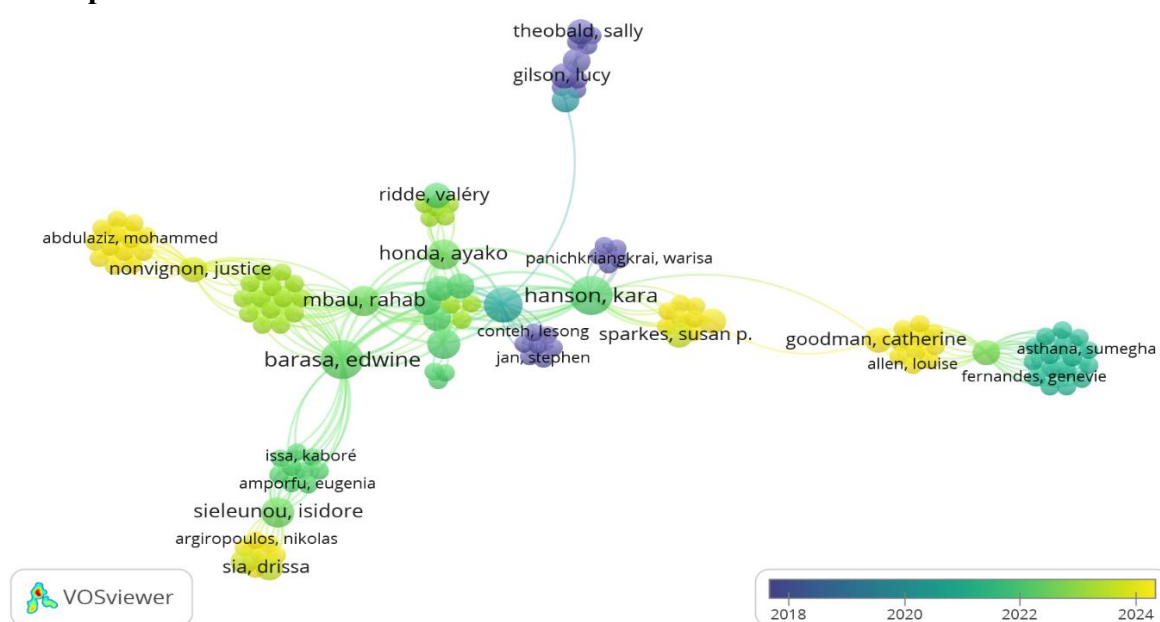 theobald, sally
gilson, lucy
ridde, valéry
abdulaziz, mohammed
honda, ayako
panichkriangkrai, warisa
nonvignon, justice
mbau, rahab
hanson, kara
conteh, lesong
sparkes, susan p.
goodman, catherine
asthana, sumegha
jan, stephen
barasa, edwine
allen, louise
fernandes, genevie
issa, kaboré
amporfu, eugenia
sieleunou, isidore
argiropoulos, nikolas
sia, drissa
VOSviewer
2018 2020 2022 2024